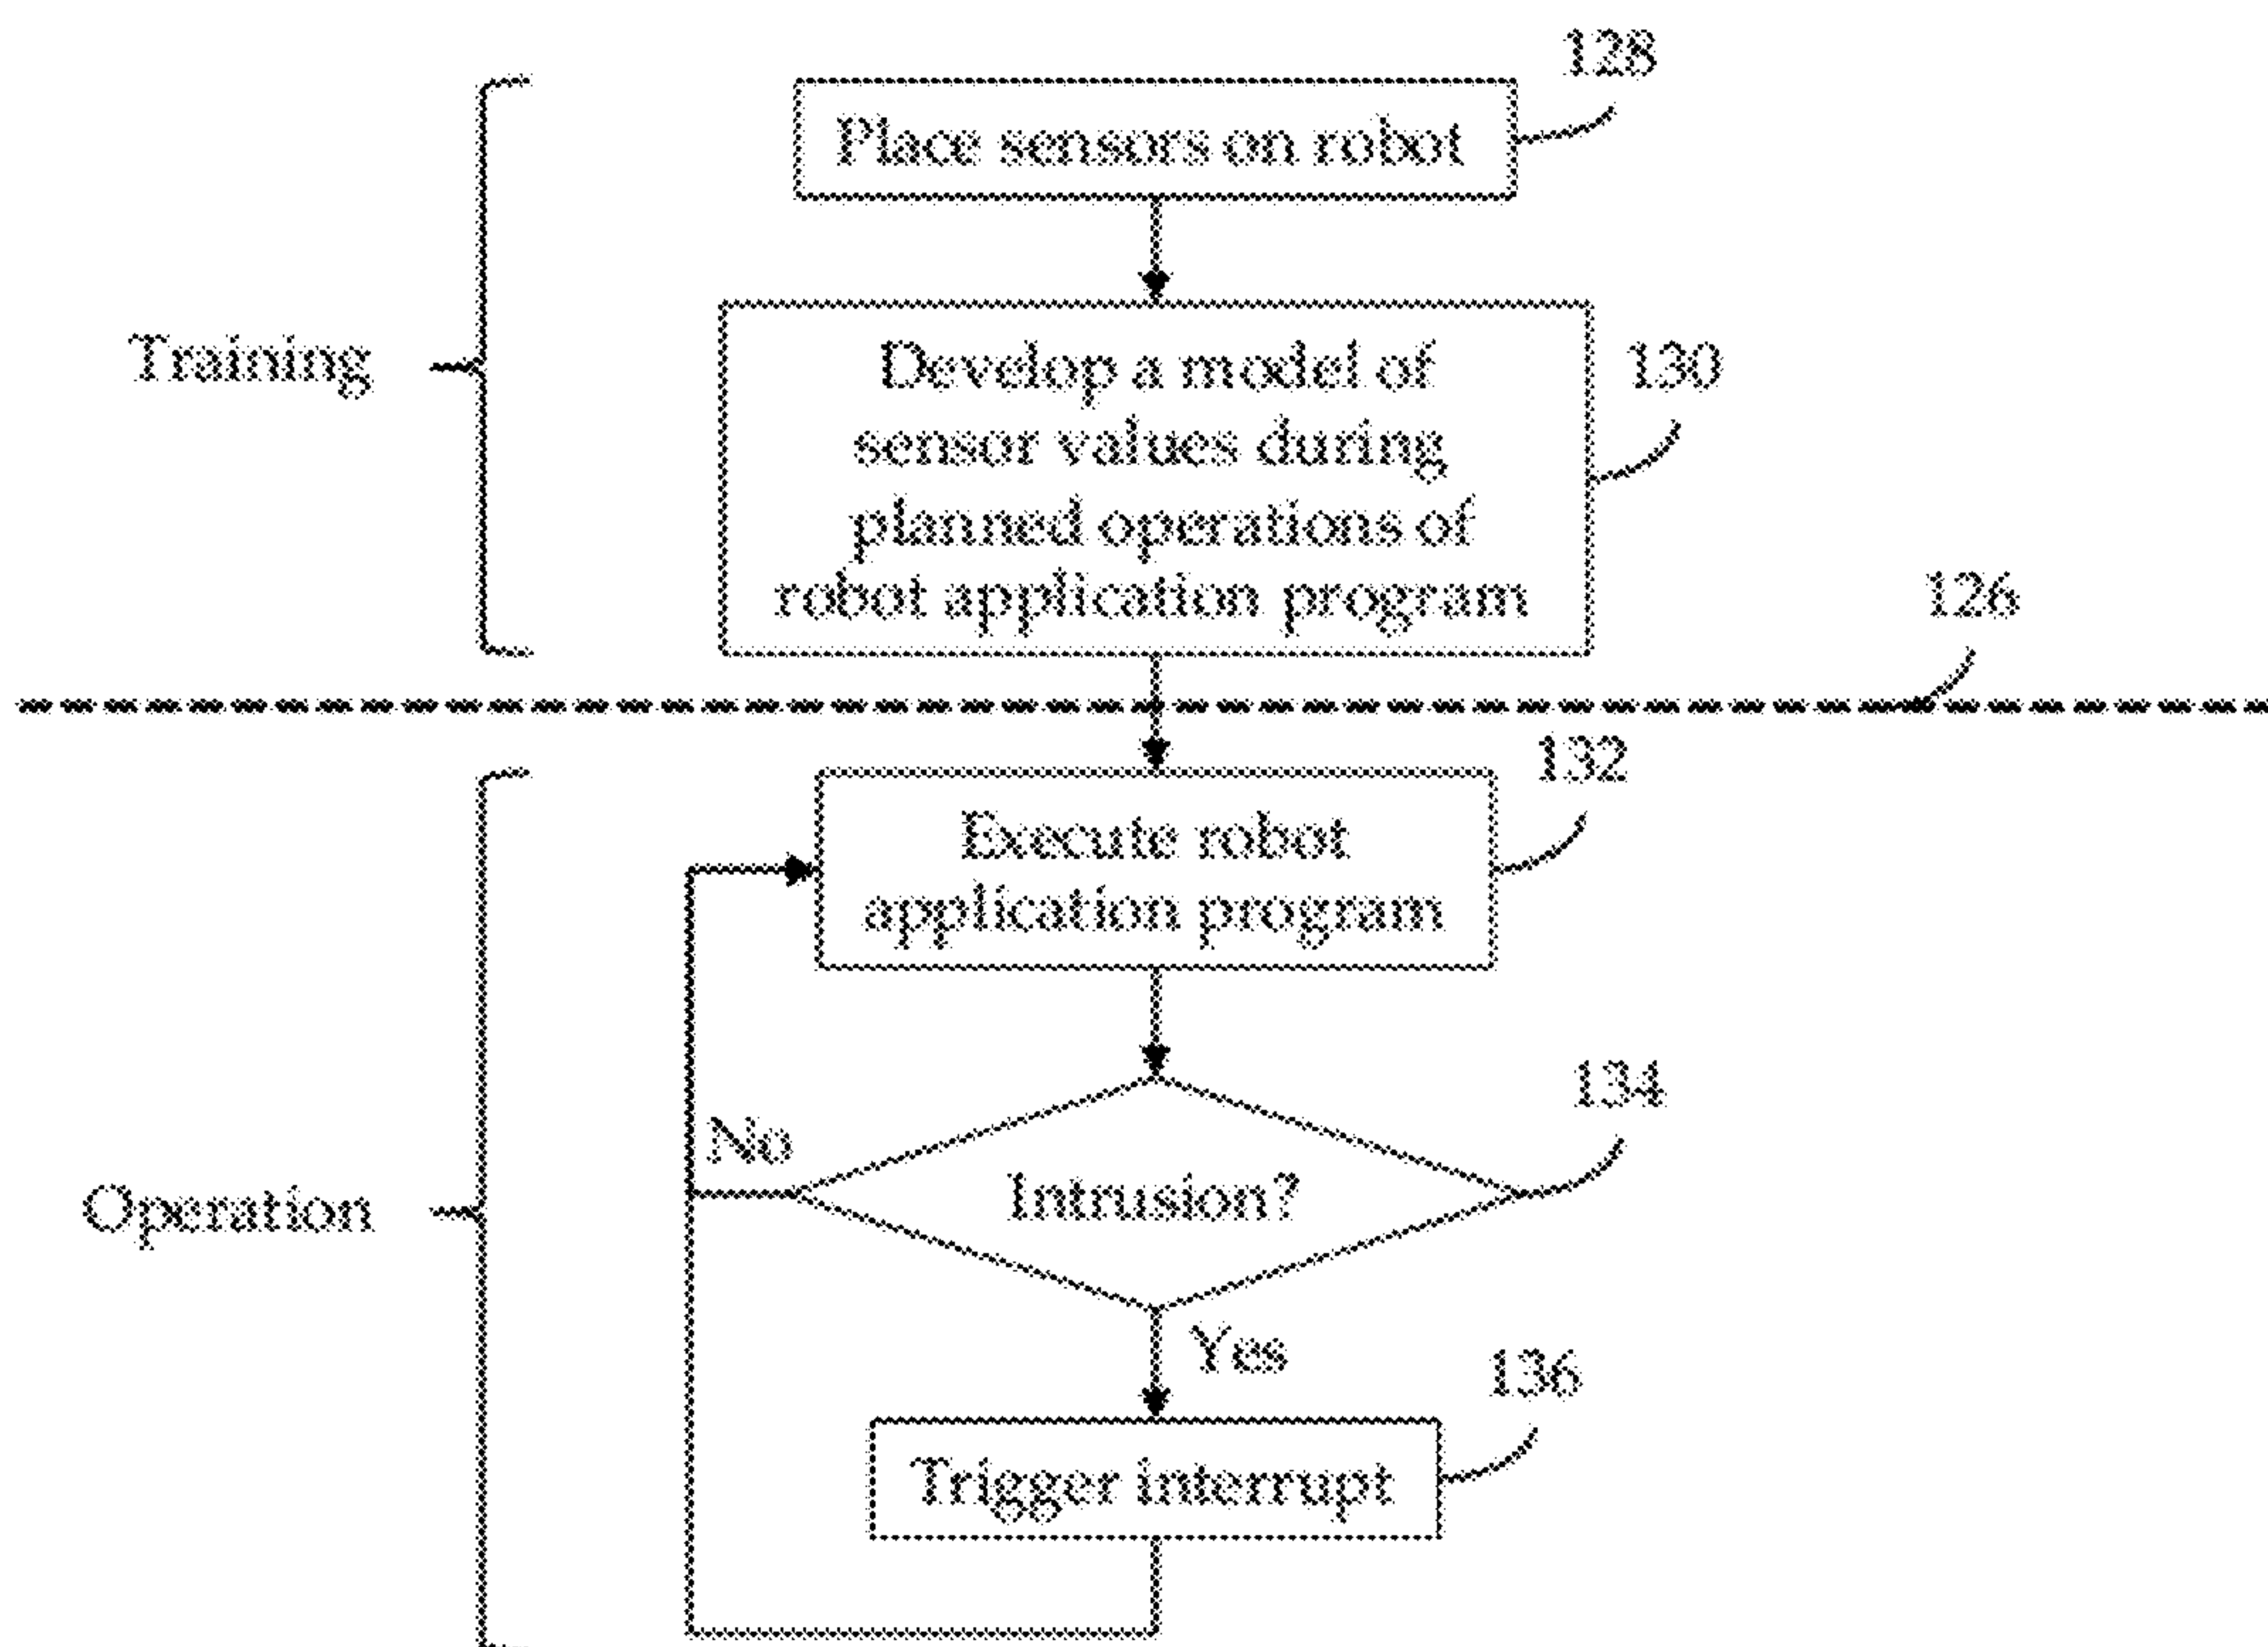 128
Place sensors on robot
Training
Develop a model of
sensor values during
planned operations of
robot application program
130
126
132
Execute robot
application program
134
No
Intrusion?
Operation
Yes
136
Trigger interrupt